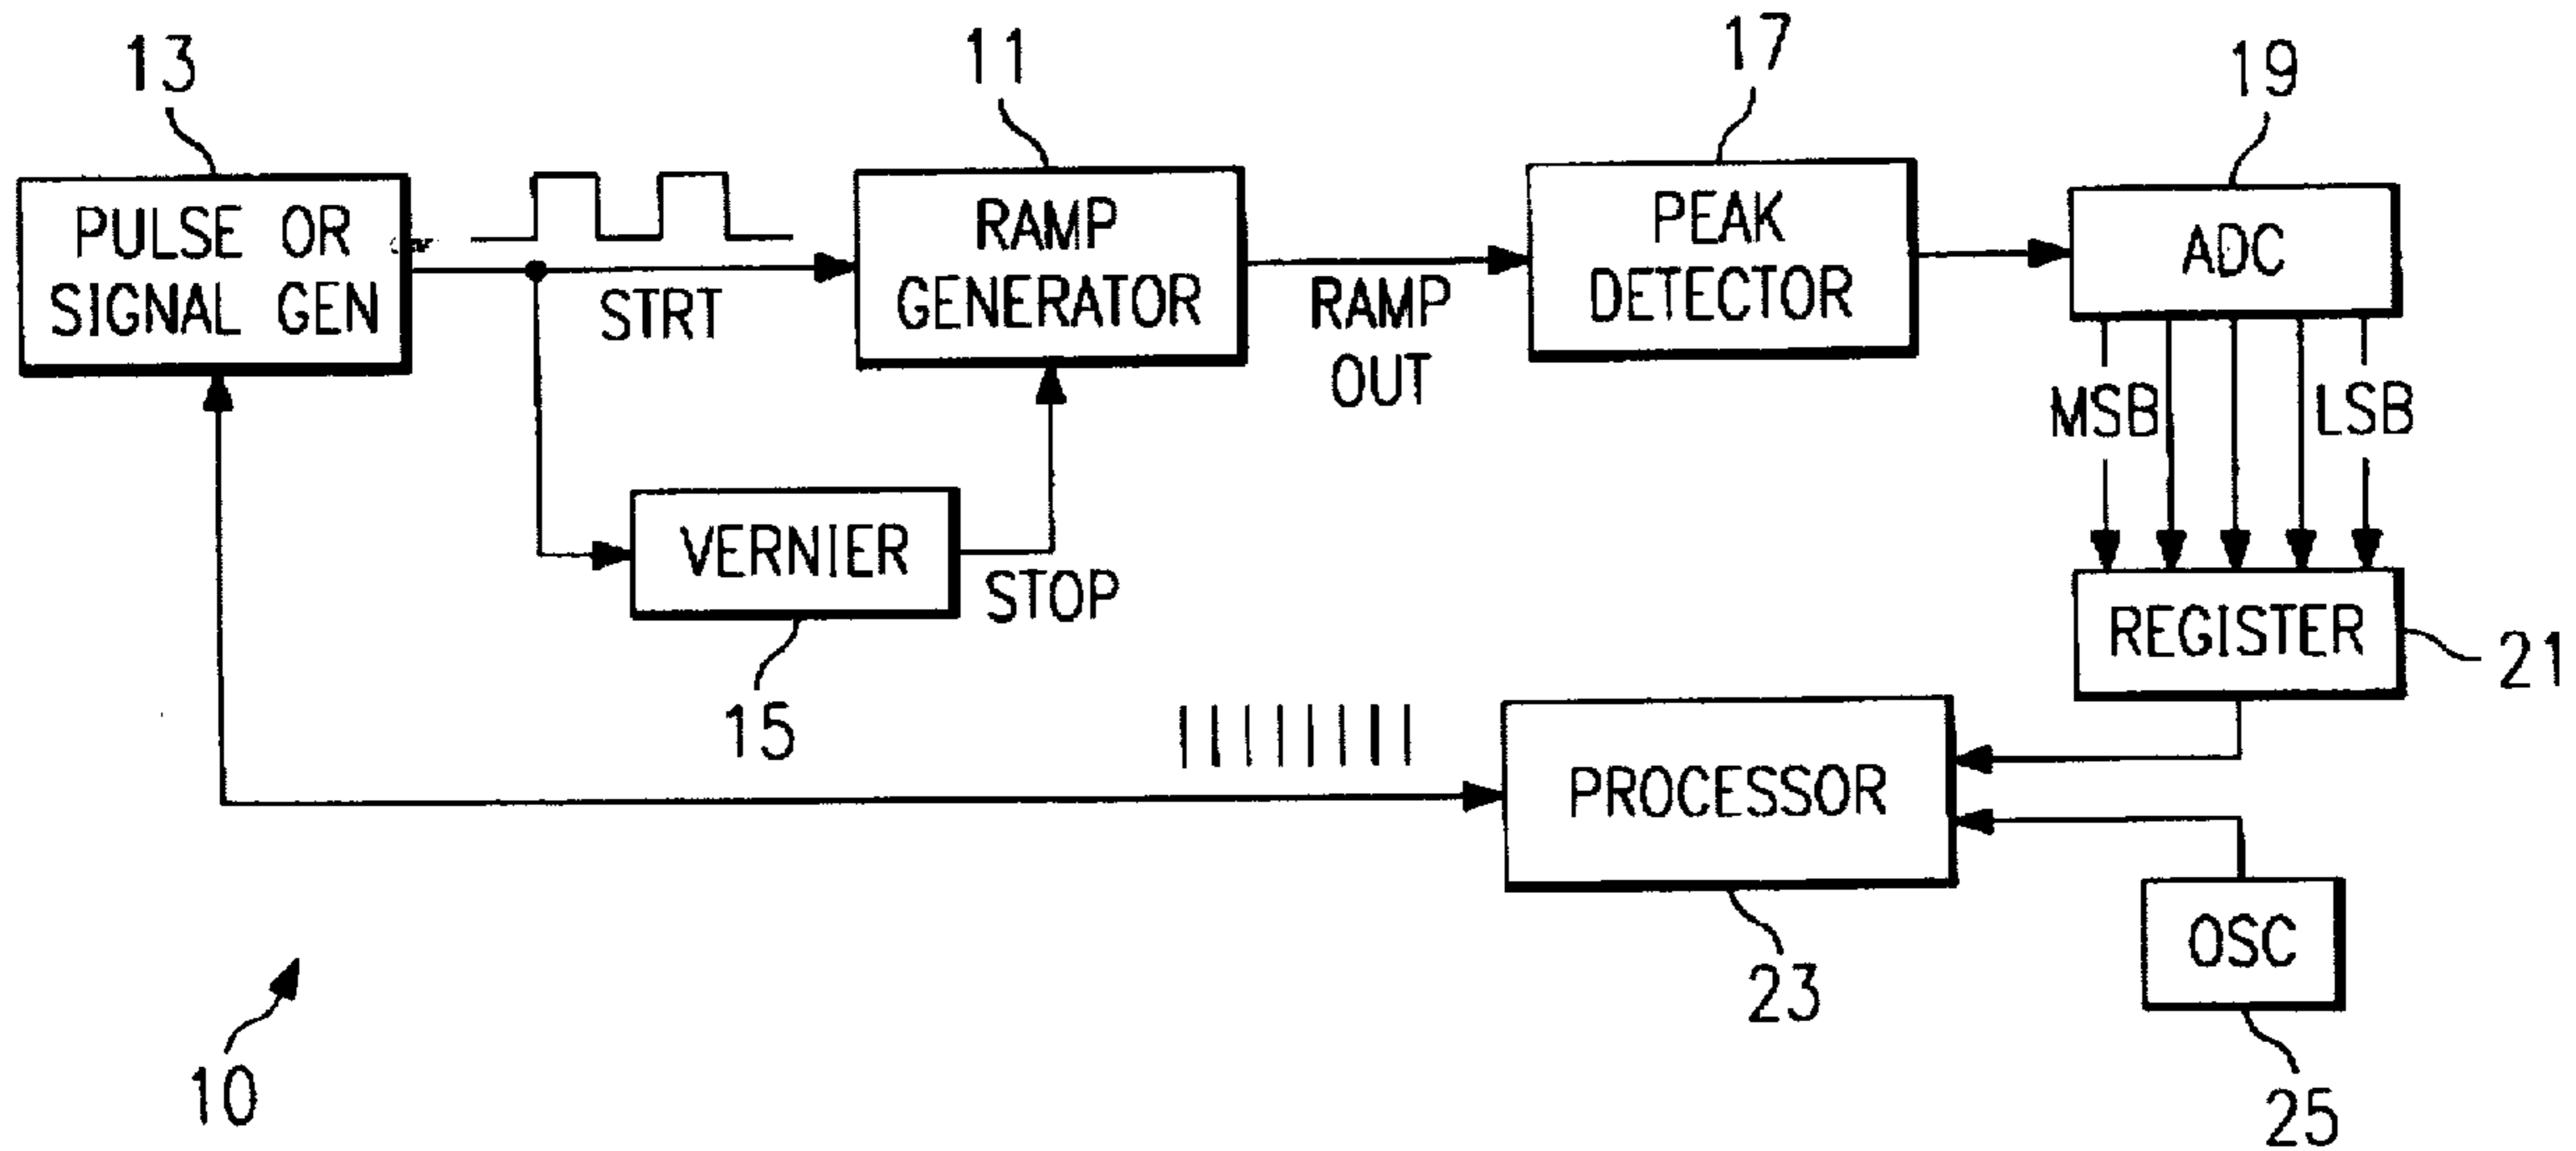 13
11
17
19
PULSE OR
SIGNAL GEN
STRT
RAMP
GENERATOR
RAMP
OUT
PEAK
DETECTOR
ADC
MSB
LSB
VERNIER
STOP
15
REGISTER
21
PROCESSOR
23
OSC
25
10